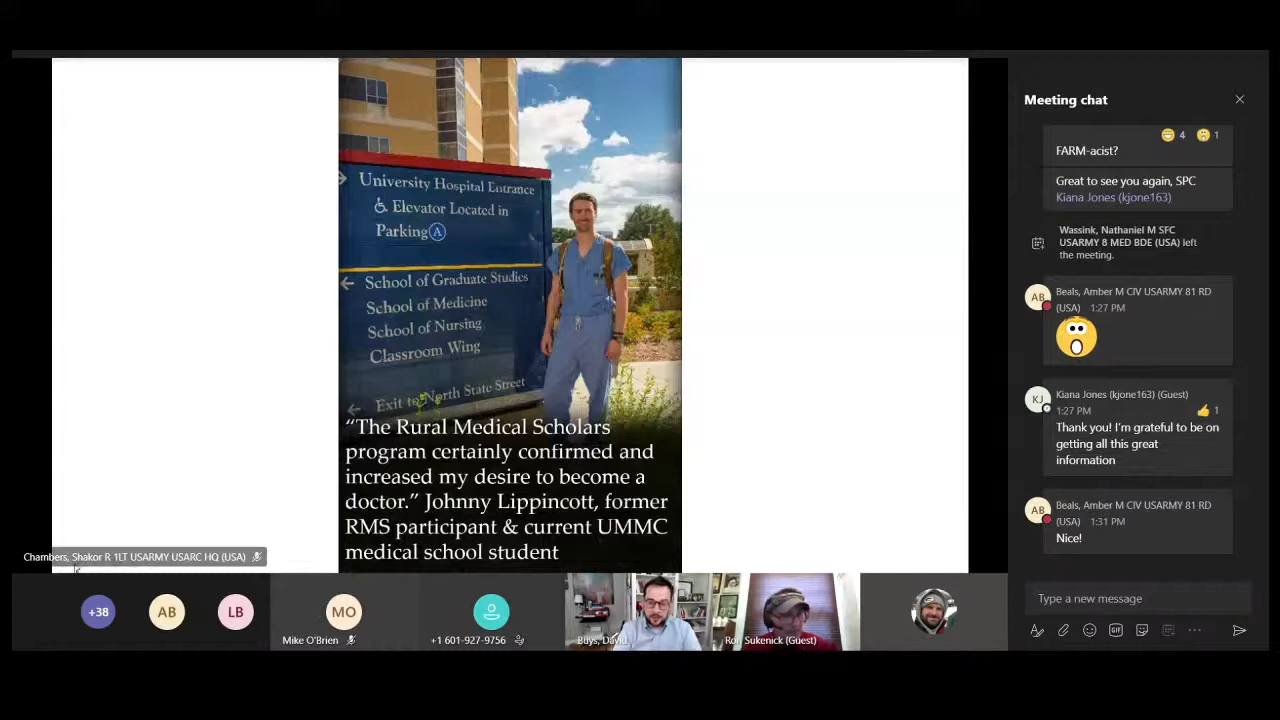 University Hospital Entrance
Elevator Located in
Parking A
School of Graduate Studies
School of Medicine
School of Nursing
Classroom Wing
Exit to North State Street
“The Rural Medical Scholars
program certainly confirmed and
increased my desire to become a
doctor.” Johnny Lippincott, former
RMS participant & current UMMC
medical school student
Chambers, Shakor R 1LT USARMY USARC HQ (USA)
+38
AB
LB
MO
Mike O'Brien
+1 601-927-9756
Buys, David
Ron Sukenick (Guest)
Meeting chat
4
1
FARM-acist?
Great to see you again, SPC
Kiana Jones (kjone163)
Wassink, Nathaniel M SFC
USARMY 8 MED BDE (USA) left
the meeting.
AB
Beals, Amber M CIV USARMY 81 RD
(USA) 1:27 PM
KJ
Kiana Jones (kjone163) (Guest)
1:27 PM
1
Thank you! I'm grateful to be on
getting all this great
information
AB
Beals, Amber M CIV USARMY 81 RD
(USA) 1:31 PM
Nice!
Type a new message
GIF